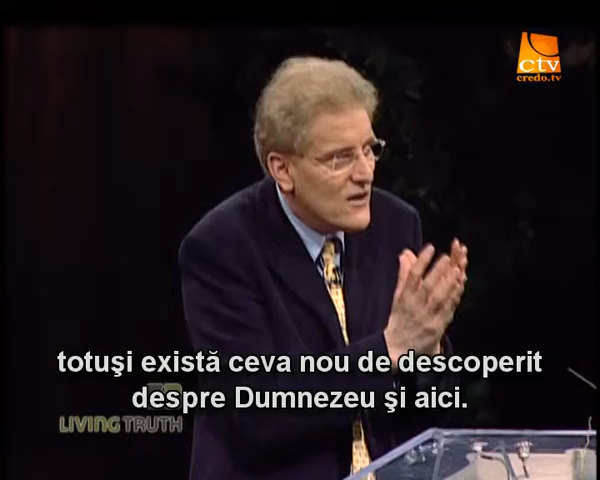 ctv
credo.tv
totuşi există ceva nou de descoperit
despre Dumnezeu şi aici.
LIVING TRUTH